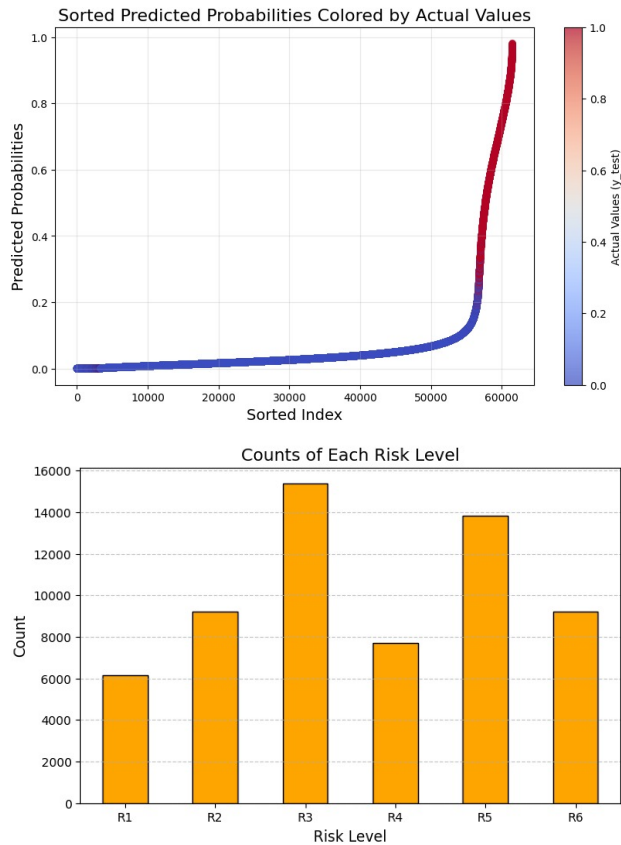 Sorted Predicted Probabilities Colored by Actual Values
1.0
0.8
0.6
0.4
0.2
0.0
Predicted Probabilities
0 10000 20000 30000 40000 50000 60000
Sorted Index
1.0
0.8
0.6
0.4
0.2
0.0
Actual Values (y_test)
Counts of Each Risk Level
16000
14000
12000
10000
8000
6000
4000
2000
0
Count
R1 R2 R3 R4 R5 R6
Risk Level